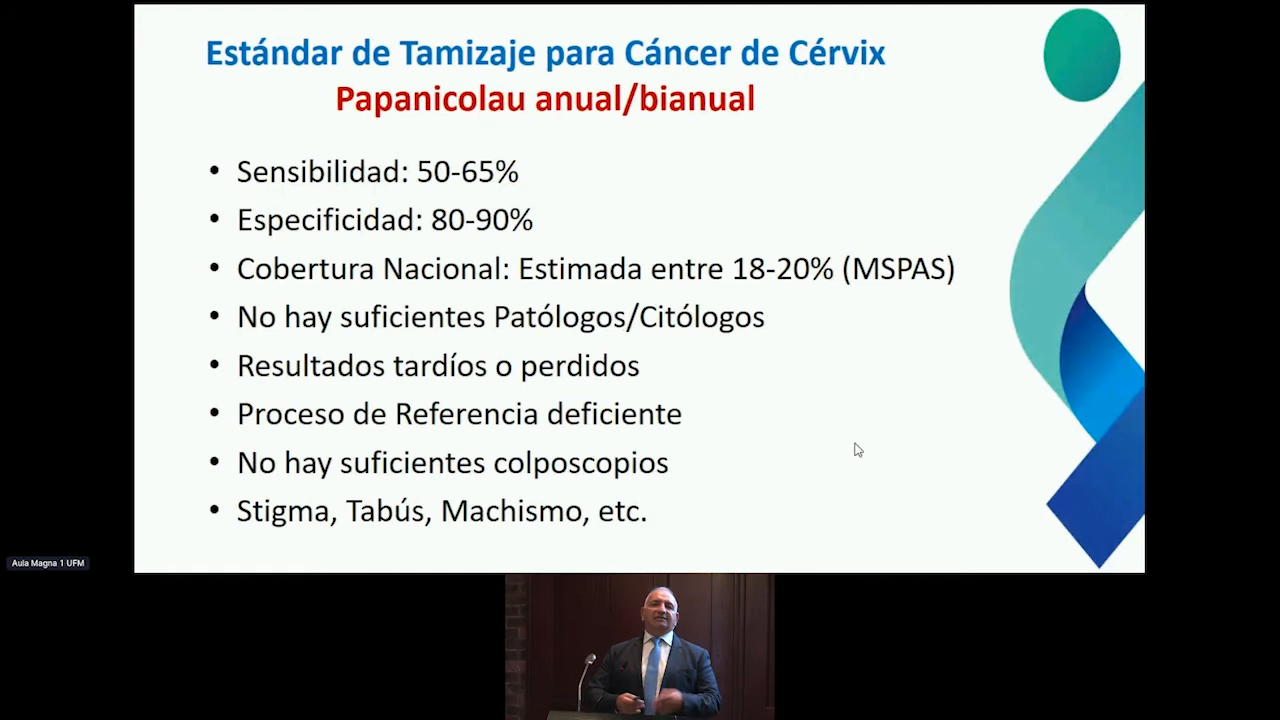 Estándar de Tamizaje para Cáncer de Cérvix
Papanicolau anual/bianual
• Sensibilidad: 50-65%
• Especificidad: 80-90%
• Cobertura Nacional: Estimada entre 18-20% (MSPAS)
• No hay suficientes Patólogos/Citólogos
• Resultados tardíos o perdidos
• Proceso de Referencia deficiente
• No hay suficientes colposcopios
• Stigma, Tabús, Machismo, etc.
Aula Magna 1 UFM